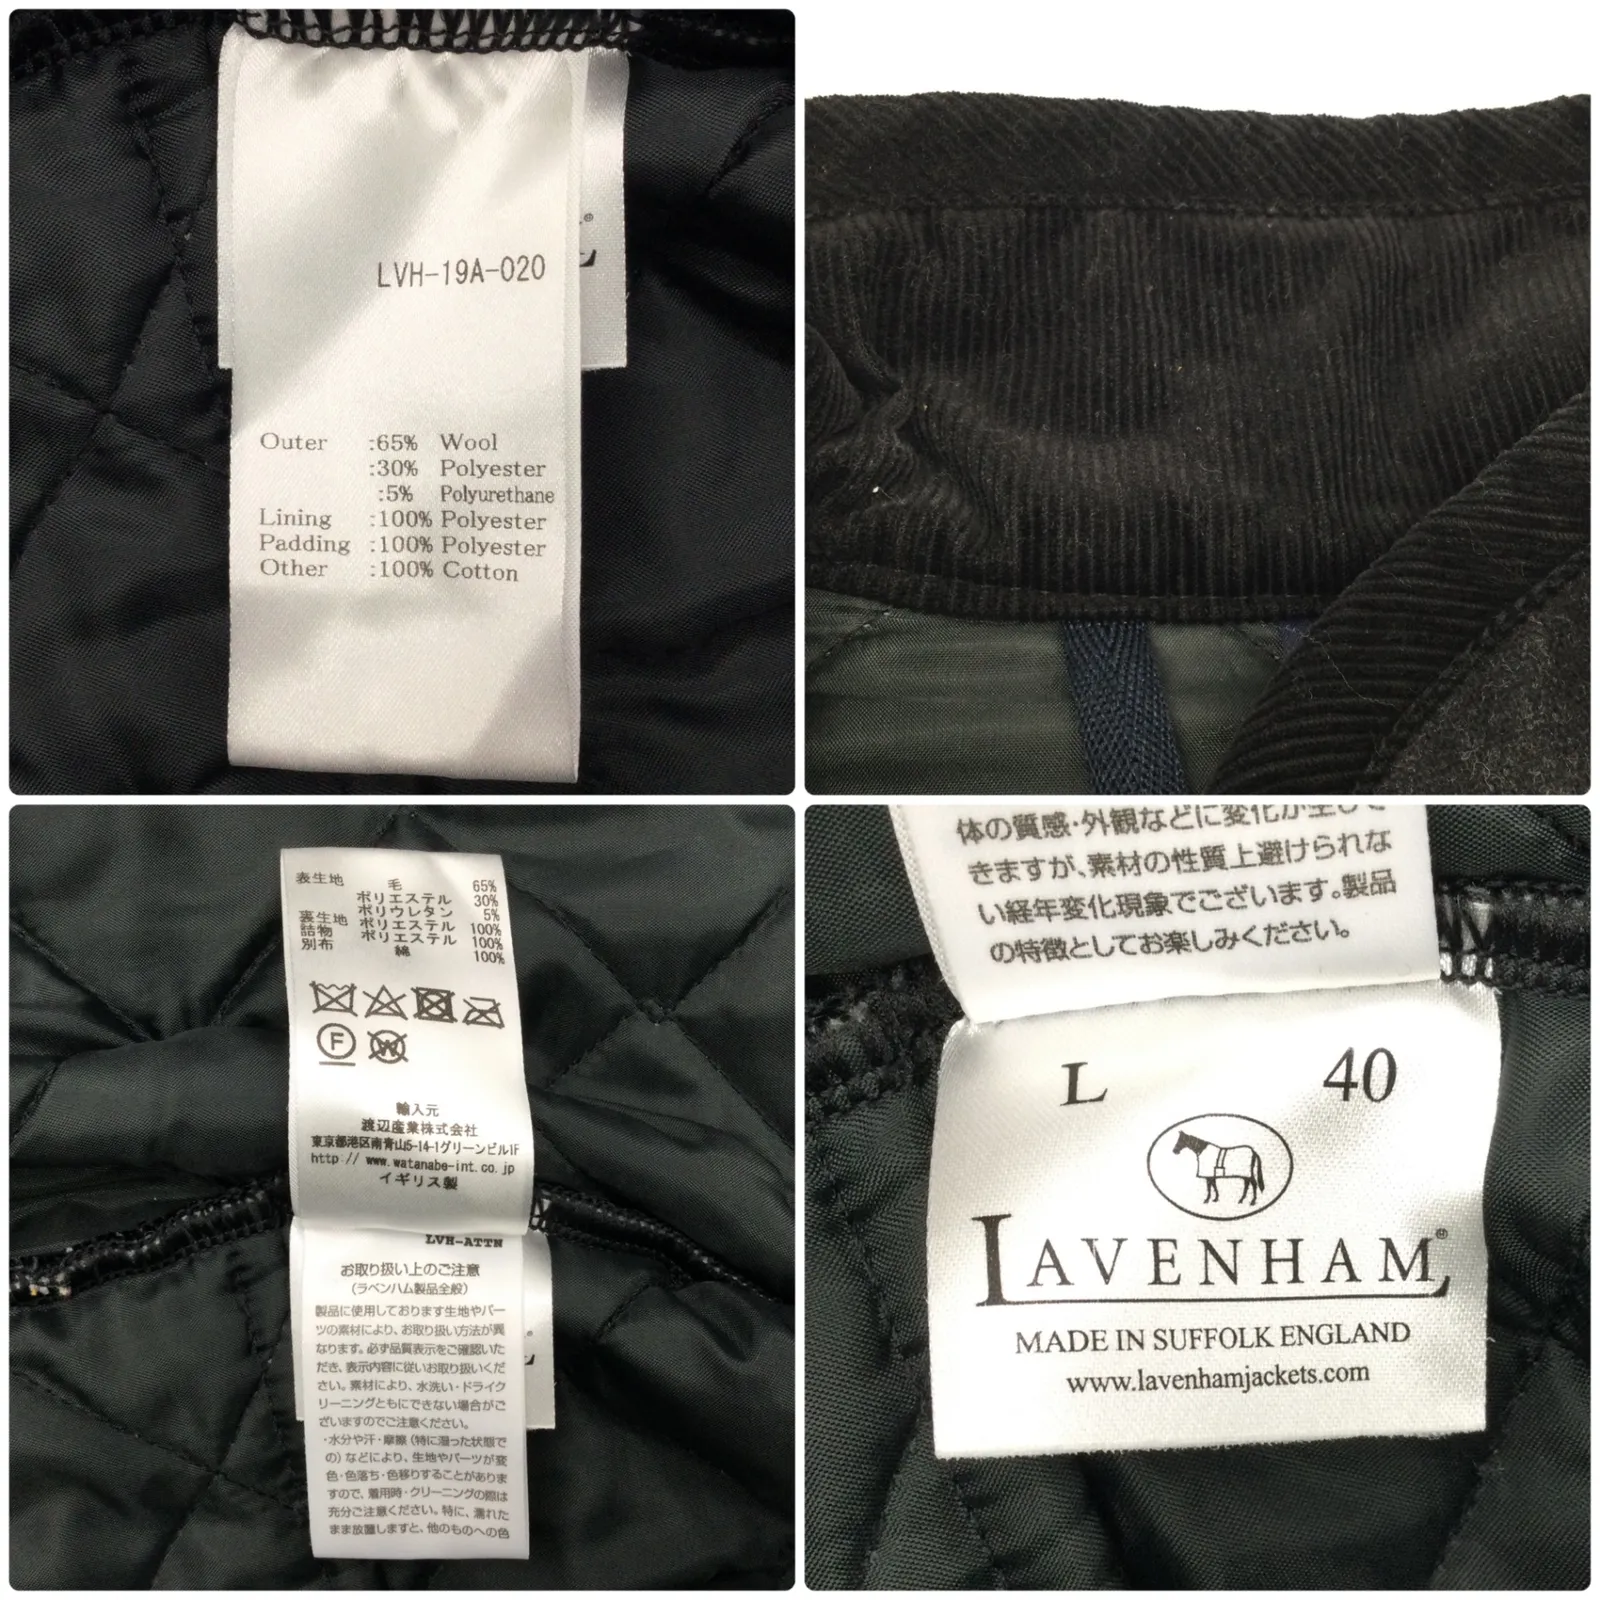 LVH-19A-020
Outer :65% Wool
:30% Polyester
:5% Polyurethane
Lining :100% Polyester
Padding :100% Polyester
Other :100% Cotton
表生地 毛 65%
ポリエステル 30%
ポリウレタン 5%
裏生地 ポリエステル 100%
詰物 ポリエステル 100%
別布 綿 100%
F W
輸入元
渡辺産業株式会社
東京都港区南青山5-14-1グリーンビル1F
http://www.watanabe-int.co.jp
イギリス製
LVH-ATTN
お取り扱い上のご注意
(ラベンハム製品全般)
製品に使用しております生地やパー
ツの素材により、お取り扱い方法が異
なります。必ず品質表示をご確認いた
だき、表示内容に従いお取り扱いくだ
さい。素材により、水洗い・ドライク
リーニングともにできない場合がご
ざいますのでご注意ください。
・水分や汗・摩擦(特に湿った状態で
の)などにより、生地やパーツが変
色・色落ち・色移りすることがありま
すので、着用時・クリーニングの際は
充分ご注意ください。特に、濡れた
まま放置しますと、他のものへの色
体の質感・外観などに変化が生じて
きますが、素材の性質上避けられな
い経年変化現象でございます。製品
の特徴としてお楽しみください。
L 40
LAVENHAM®
MADE IN SUFFOLK ENGLAND
www.lavenhamjackets.com